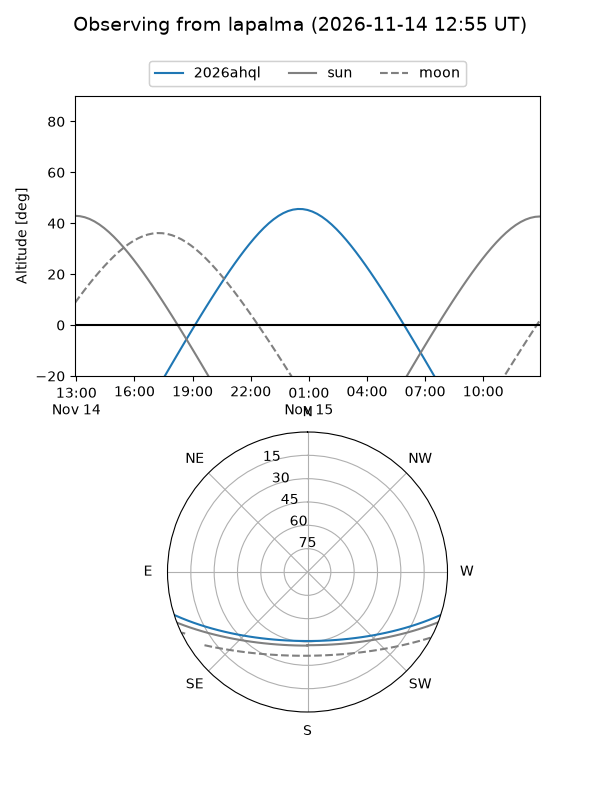 Observing from lapalma (2026-11-14 12:55 UT)
2026ahql sun moon
Altitude [deg]
80
60
40
20
0
−20
13:00 16:00 19:00 22:00 01:00 04:00 07:00 10:00
Nov 14 Nov 15
N
NE NW
15
30
45
60
75
E W
SE SW
S